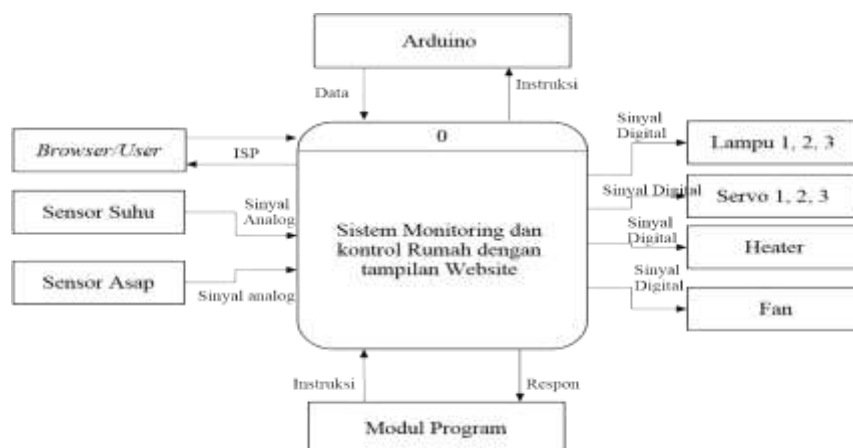 Arduino
Data
Instruksi
0
Browser/User
ISP
Sensor Suhu
Sinyal
Analog
Sensor Asap
Sinyal analog
Sistem Monitoring dan
kontrol Rumah dengan
tampilan Website
Sinyal
Digital
Lampu 1, 2, 3
Sinyal Digital
Servo 1, 2, 3
Sinyal
Digital
Heater
Sinyal
Digital
Fan
Instruksi
Respon
Modul Program